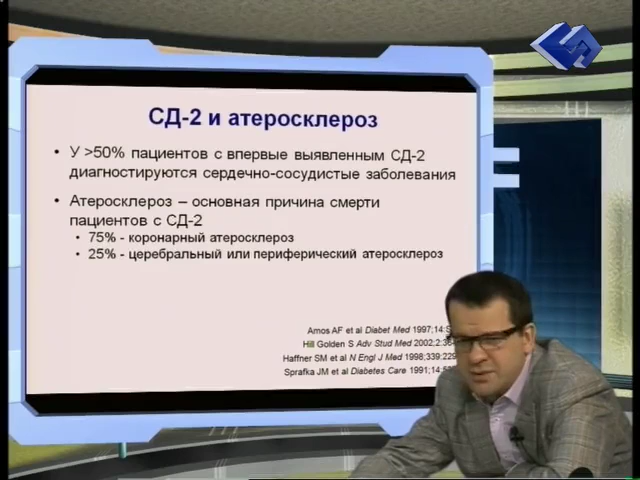 СД-2 и атеросклероз
• У >50% пациентов с впервые выявленным СД-2
диагностируются сердечно-сосудистые заболевания
• Атеросклероз – основная причина смерти
пациентов с СД-2
• 75% - коронарный атеросклероз
• 25% - церебральный или периферический атеросклероз
Amos AF et al Diabet Med 1997;14:
Hill Golden S Adv Stud Med 2002;2:
Haffner SM et al N Engl J Med 1998;339:229
Sprafka JM et al Diabetes Care 1991;14: